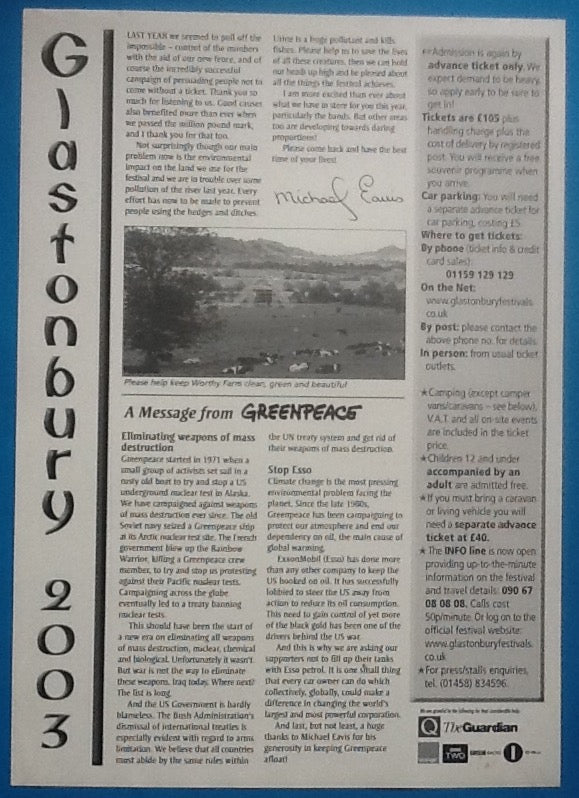 Glastonbury 2003
LAST YEAR we seemed to pull off the
impossible – control of the numbers
with the aid of our new fence, and of
course the incredibly successful
campaign of persuading people not to
come without a ticket. Thank you so
much for listening to us. Good causes
also benefited more than ever when
we passed the million pound mark,
and I thank you for that too.
Not surprisingly though our main
problem now is the environmental
impact on the land we use for the
festival and we are in trouble over some
pollution of the river last year. Every
effort has now to be made to prevent
people using the hedges and ditches.
Urine is a huge pollutant and kills
fishes. Please help us to save the lives
of all these creatures, then we can hold
our heads up high and be pleased about
all the things the festival achieves.
I am more excited than ever about
what we have in store for you this year,
particularly the bands. But other areas
too are developing towards daring
proportions!
Please come back and have the best
time of your lives!
Michael Eavis
Please help keep Worthy Farm clean, green and beautiful
A Message from GREENPEACE
Eliminating weapons of mass
destruction
Greenpeace started in 1971 when a
small group of activists set sail in a
rusty old boat to try and stop a US
underground nuclear test in Alaska.
We have campaigned against weapons
of mass destruction ever since. The old
Soviet navy seized a Greenpeace ship
at its Arctic nuclear test site. The French
government blew up the Rainbow
Warrior, killing a Greenpeace crew
member, to try and stop us protesting
against their Pacific nuclear tests.
Campaigning across the globe
eventually led to a treaty banning
nuclear tests.
This should have been the start of
a new era on eliminating all weapons
of mass destruction, nuclear, chemical
and biological. Unfortunately it wasn't.
But war is not the way to eliminate
these weapons. Iraq today. Where next?
The list is long.
And the US Government is hardly
blameless. The Bush Administration's
dismissal of international treaties is
especially evident with regard to arms
limitation. We believe that all countries
must abide by the same rules within
the UN treaty system and get rid of
their weapons of mass destruction.
Stop Esso
Climate change is the most pressing
environmental problem facing the
planet. Since the late 1980s,
Greenpeace has been campaigning to
protect our atmosphere and end our
dependency on oil, the main cause of
global warming.
ExxonMobil (Esso) has done more
than any other company to keep the
US hooked on oil. It has successfully
lobbied to steer the US away from
action to reduce its oil consumption.
This need to gain control of yet more
of the black gold has been one of the
drivers behind the US war.
And this is why we are asking our
supporters not to fill up their tanks
with Esso petrol. It is one small thing
that every car owner can do which
collectively, globally, could make a
difference in changing the world's
largest and most powerful corporation.
And last, but not least, a huge
thanks to Michael Eavis for his
generosity in keeping Greenpeace
afloat!
Admission is again by
advance ticket only. We
expect demand to be heavy,
so apply early to be sure to
get in!
Tickets are £105 plus
handling charge plus the
cost of delivery by registered
post. You will receive a free
souvenir programme when
you arrive.
Car parking: You will need
a separate advance ticket for
car parking, costing £5.
Where to get tickets:
By phone (ticket info & credit
card sales):
01159 129 129
On the Net:
www.glastonburyfestivals.
co.uk
By post: please contact the
above phone no. for details.
In person: from usual ticket
outlets.
★Camping (except camper
vans/caravans – see below),
V.A.T. and all on-site events
are included in the ticket
price.
★Children 12 and under
accompanied by an
adult are admitted free.
★If you must bring a caravan
or living vehicle you will
need a separate advance
ticket at £40.
★The INFO line is now open
providing up-to-the-minute
information on the festival
and travel details: 090 67
08 08 08. Calls cost
50p/minute. Or log on to the
official festival website:
www.glastonburyfestivals.
co.uk
★For press/stalls enquiries,
tel. (01458) 834596.
We are grateful to the following for their considerable help
Q The Guardian
TWO
1